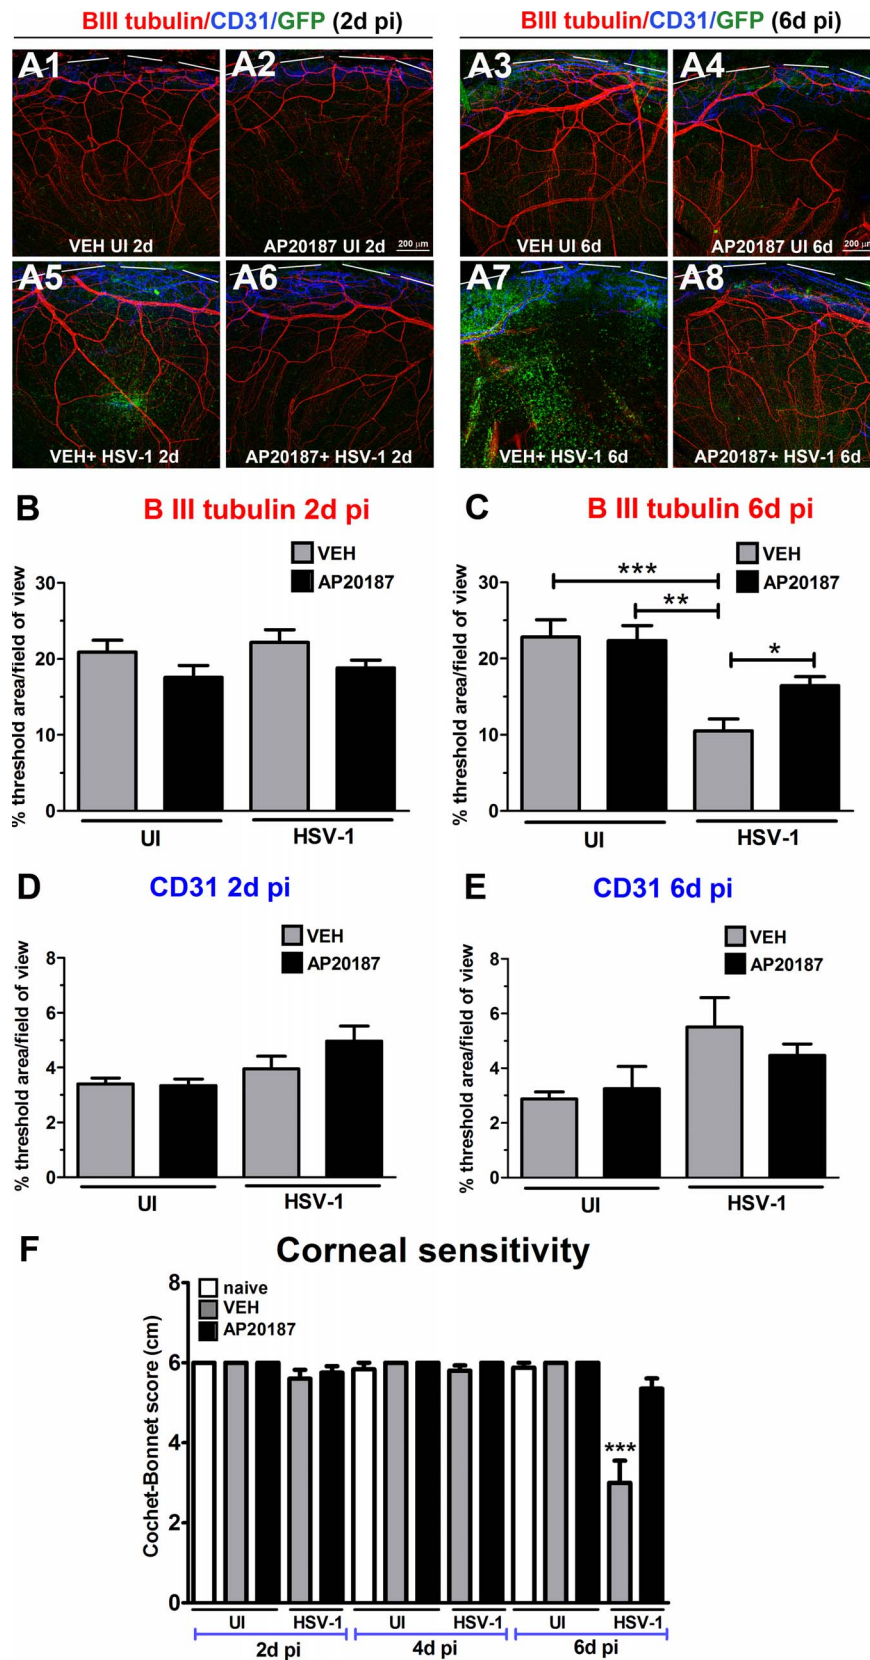 BIII tubulin/CD31/GFP (2d pi)
BIII tubulin/CD31/GFP (6d pi)
A1
A2
A3
A4
VEH UI 2d
AP20187 UI 2d
200 µm
VEH UI 6d
AP20187 UI 6d
200 µm
A5
A6
A7
A8
VEH+ HSV-1 2d
AP20187+ HSV-1 2d
VEH+ HSV-1 6d
AP20187+ HSV-1 6d
B
B III tubulin 2d pi
VEH
AP20187
% threshold area/field of view
30
20
10
0
UI
HSV-1
C
B III tubulin 6d pi
VEH
AP20187
% threshold area/field of view
30
20
10
0
***
**
*
UI
HSV-1
D
CD31 2d pi
VEH
AP20187
% threshold area/field of view
8
6
4
2
0
UI
HSV-1
E
CD31 6d pi
VEH
AP20187
% threshold area/field of view
8
6
4
2
0
UI
HSV-1
F
Corneal sensitivity
naive
VEH
AP20187
Cochet-Bonnet score (cm)
8
6
4
2
0
***
UI
HSV-1
UI
HSV-1
UI
HSV-1
2d pi
4d pi
6d pi